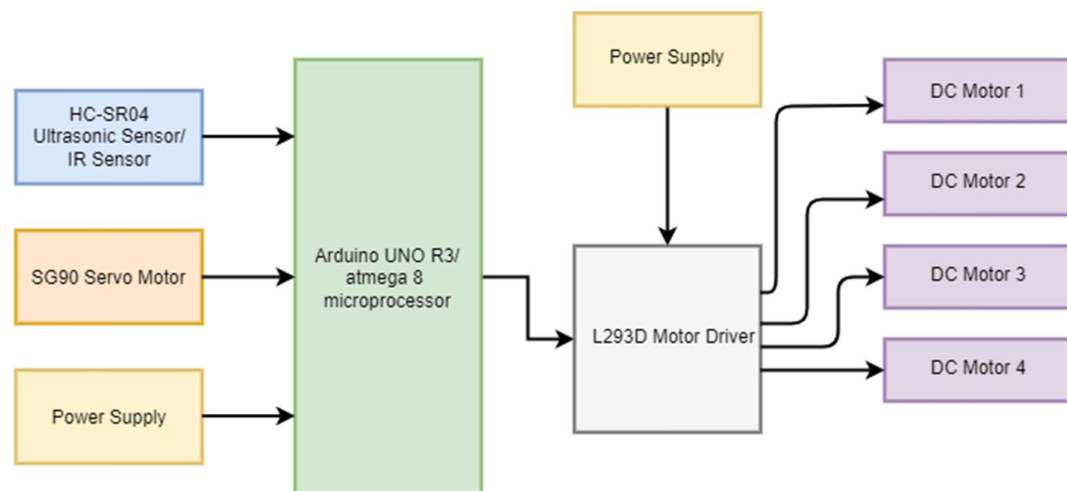 HC-SR04
Ultrasonic Sensor/
IR Sensor
SG90 Servo Motor
Power Supply
Arduino UNO R3/
atmega 8
microprocessor
Power Supply
L293D Motor Driver
DC Motor 1
DC Motor 2
DC Motor 3
DC Motor 4